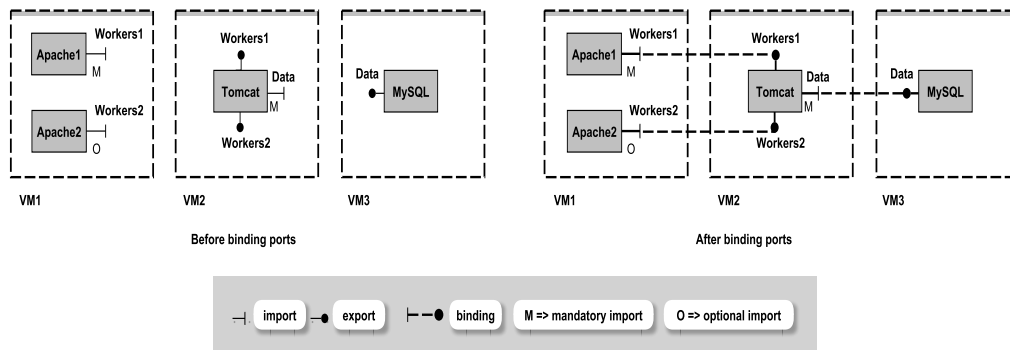 Workers1
Apache1
M
Workers2
Apache2
O
VM1
Workers1
Data
Tomcat
M
Workers2
VM2
Data
MySQL
VM3
Before binding ports
Workers1
Apache1
M
Workers2
Apache2
O
VM1
Workers1
Data
Tomcat
M
Workers2
VM2
Data
MySQL
VM3
After binding ports
import
export
binding
M => mandatory import
O => optional import